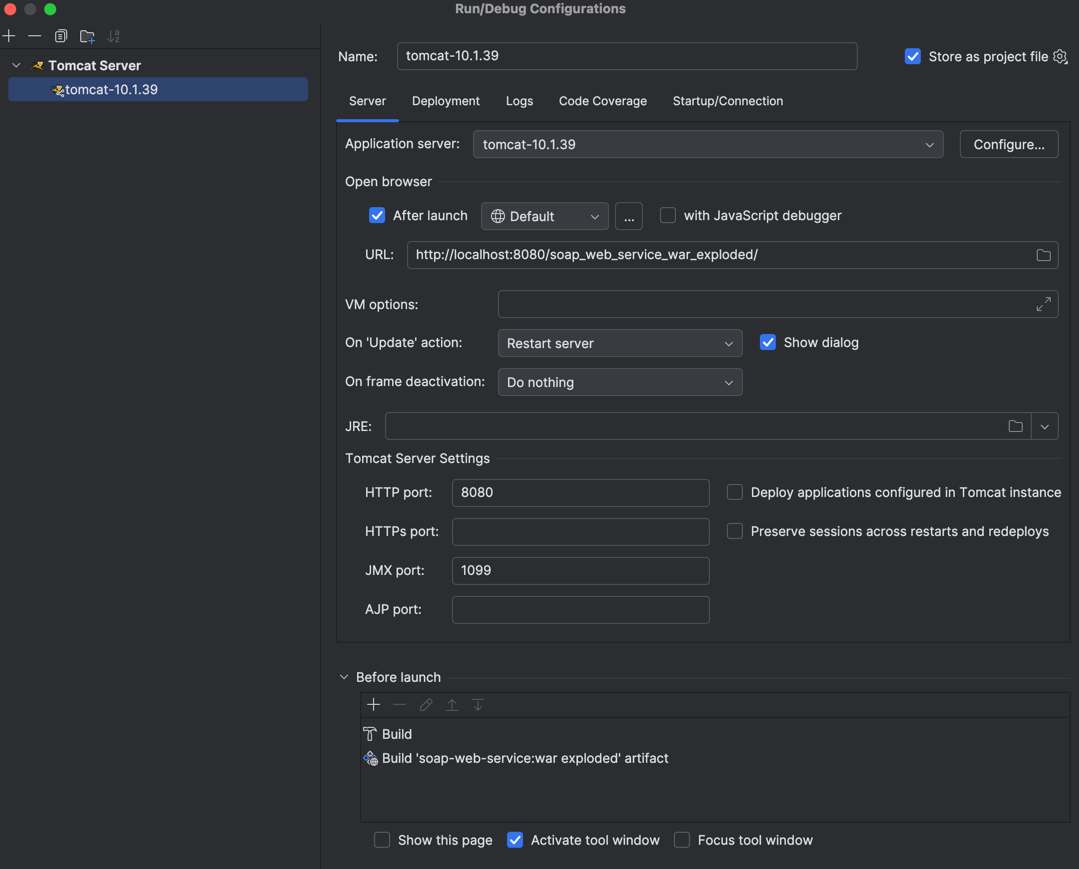 Run/Debug Configurations
Tomcat Server
tomcat-10.1.39
Name: tomcat-10.1.39 Store as project file
Server Deployment Logs Code Coverage Startup/Connection
Application server: tomcat-10.1.39 Configure...
Open browser
After launch Default ... with JavaScript debugger
URL: http://localhost:8080/soap_web_service_war_exploded/
VM options:
On 'Update' action: Restart server Show dialog
On frame deactivation: Do nothing
JRE:
Tomcat Server Settings
HTTP port: 8080 Deploy applications configured in Tomcat instance
HTTPs port: Preserve sessions across restarts and redeploys
JMX port: 1099
AJP port:
Before launch
Build
Build 'soap-web-service:war exploded' artifact
Show this page Activate tool window Focus tool window